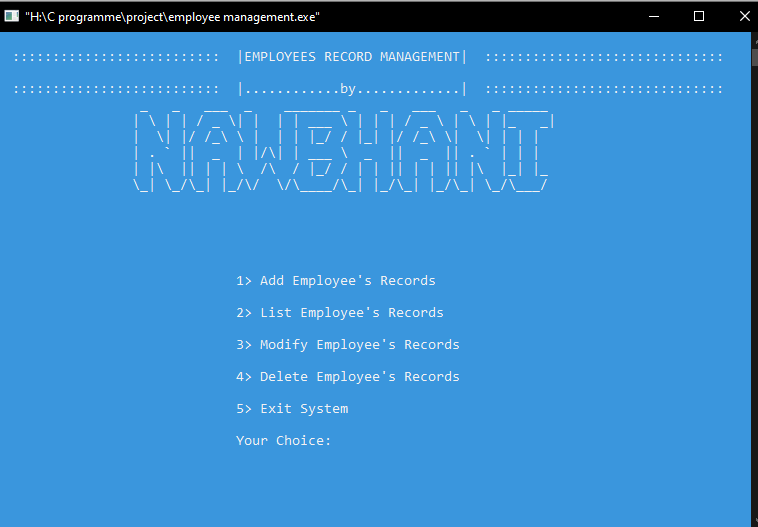 "H:\C programme\project\employee management.exe"
:::::::::::::::::::::::::: |EMPLOYEES RECORD MANAGEMENT| ::::::::::::::::::::::::::::::
:::::::::::::::::::::::::: |............by.............| ::::::::::::::::::::::::::::::
1> Add Employee's Records
2> List Employee's Records
3> Modify Employee's Records
4> Delete Employee's Records
5> Exit System
Your Choice: